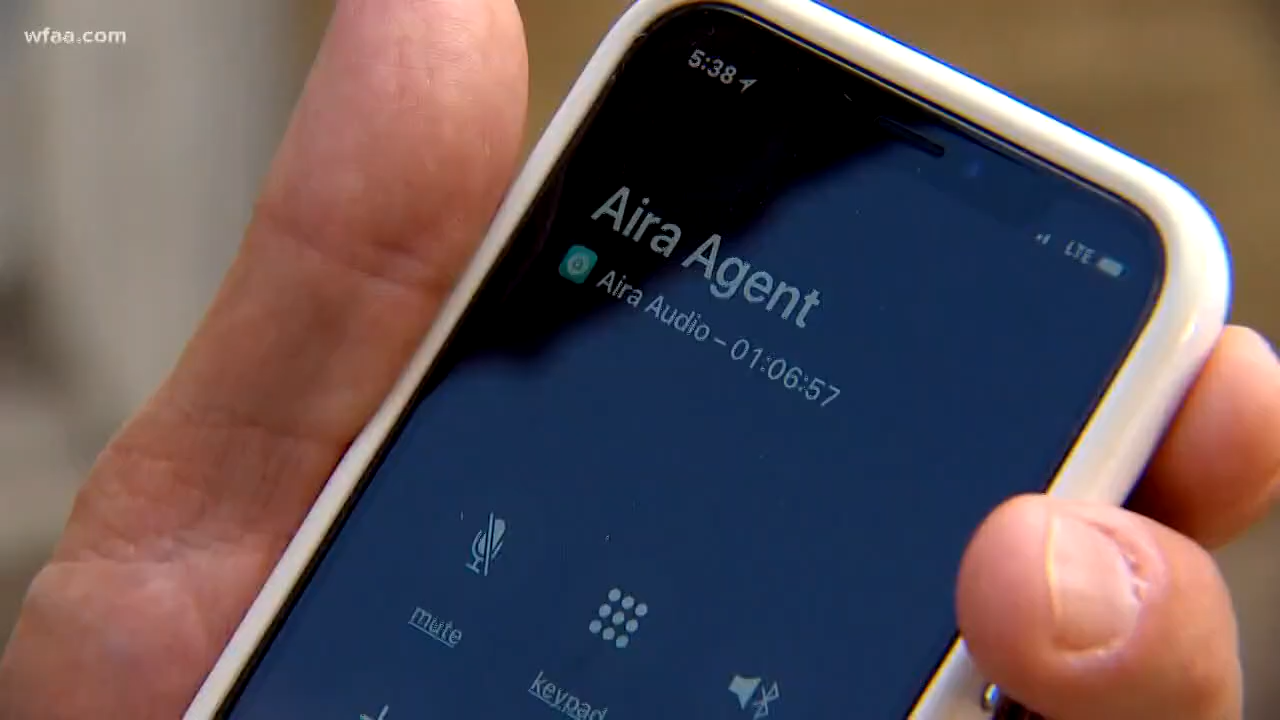 wfaa.com
5:38
LTE
Aira Agent
Aira Audio – 01:06:57
mute
keypad